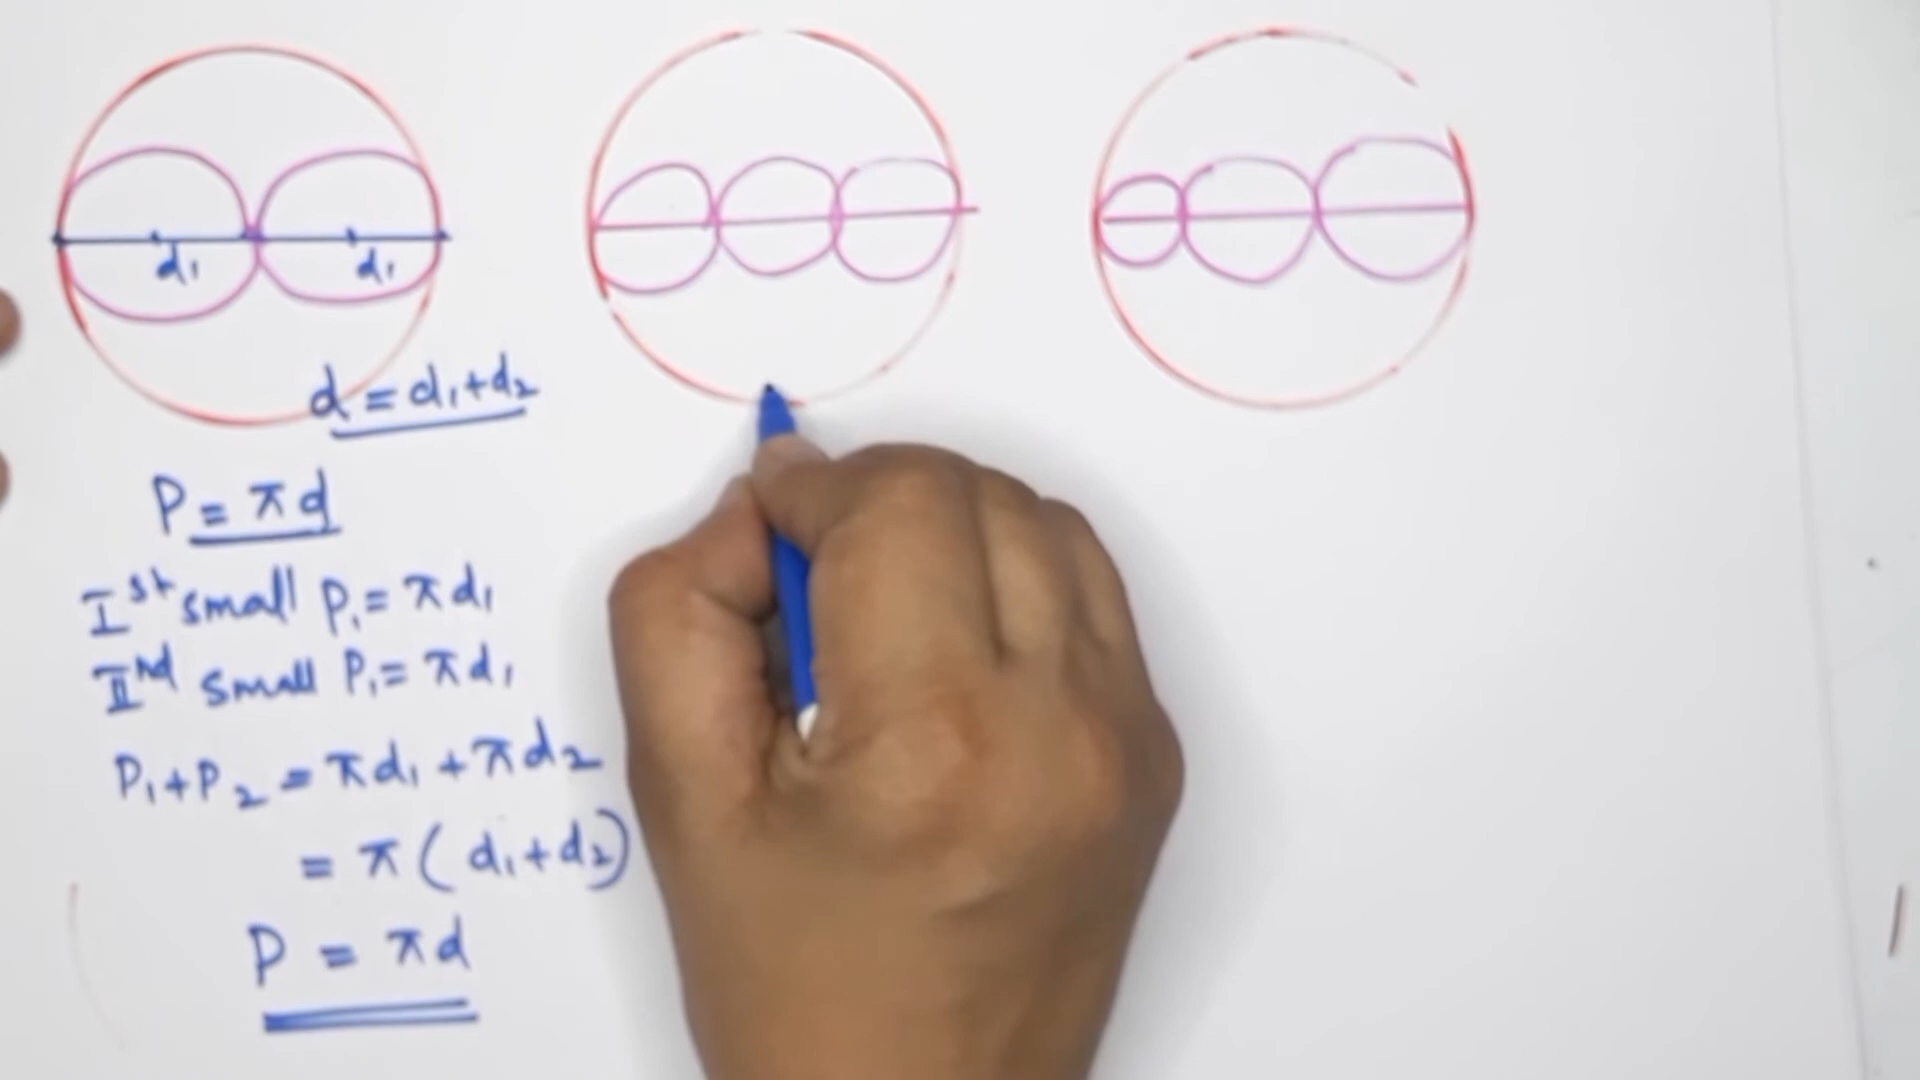 d₁ d₁
d = d₁+d₂
P = πd
Iˢᵗ small P₁ = πd₁
IIⁿᵈ small P₁ = πd₁
P₁+P₂ = πd₁ + πd₂
= π(d₁+d₂)
P = πd